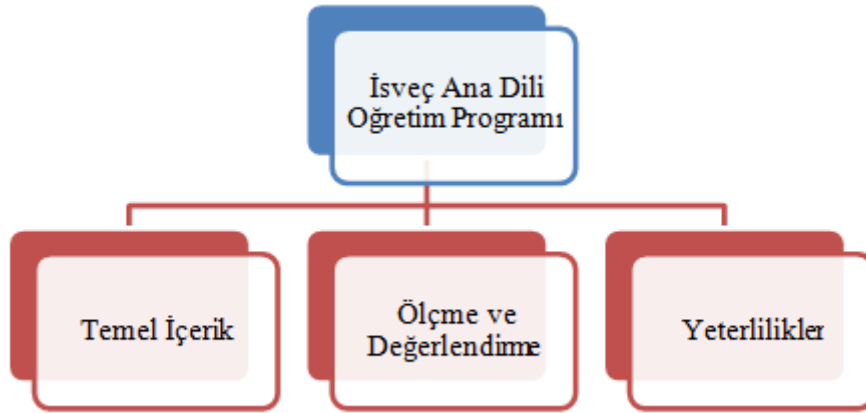 İsveç Ana Dili
Öğretim Programı
Temel İçerik
Ölçme ve
Değerlendirme
Yeterlilikler